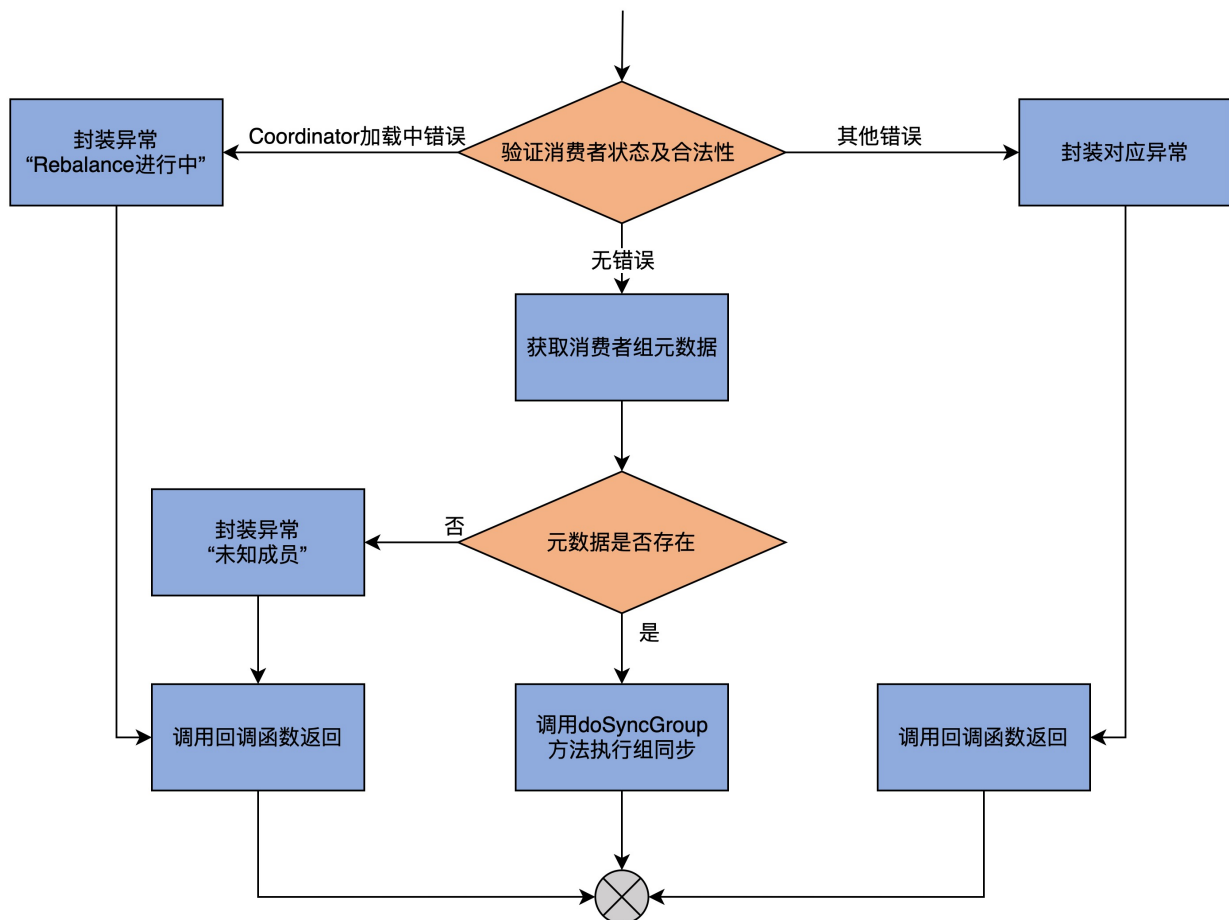 封装异常
“Rebalance进行中”
Coordinator加载中错误
验证消费者状态及合法性
其他错误
封装对应异常
无错误
获取消费者组元数据
封装异常
“未知成员”
否
元数据是否存在
是
调用回调函数返回
调用doSyncGroup
方法执行组同步
调用回调函数返回